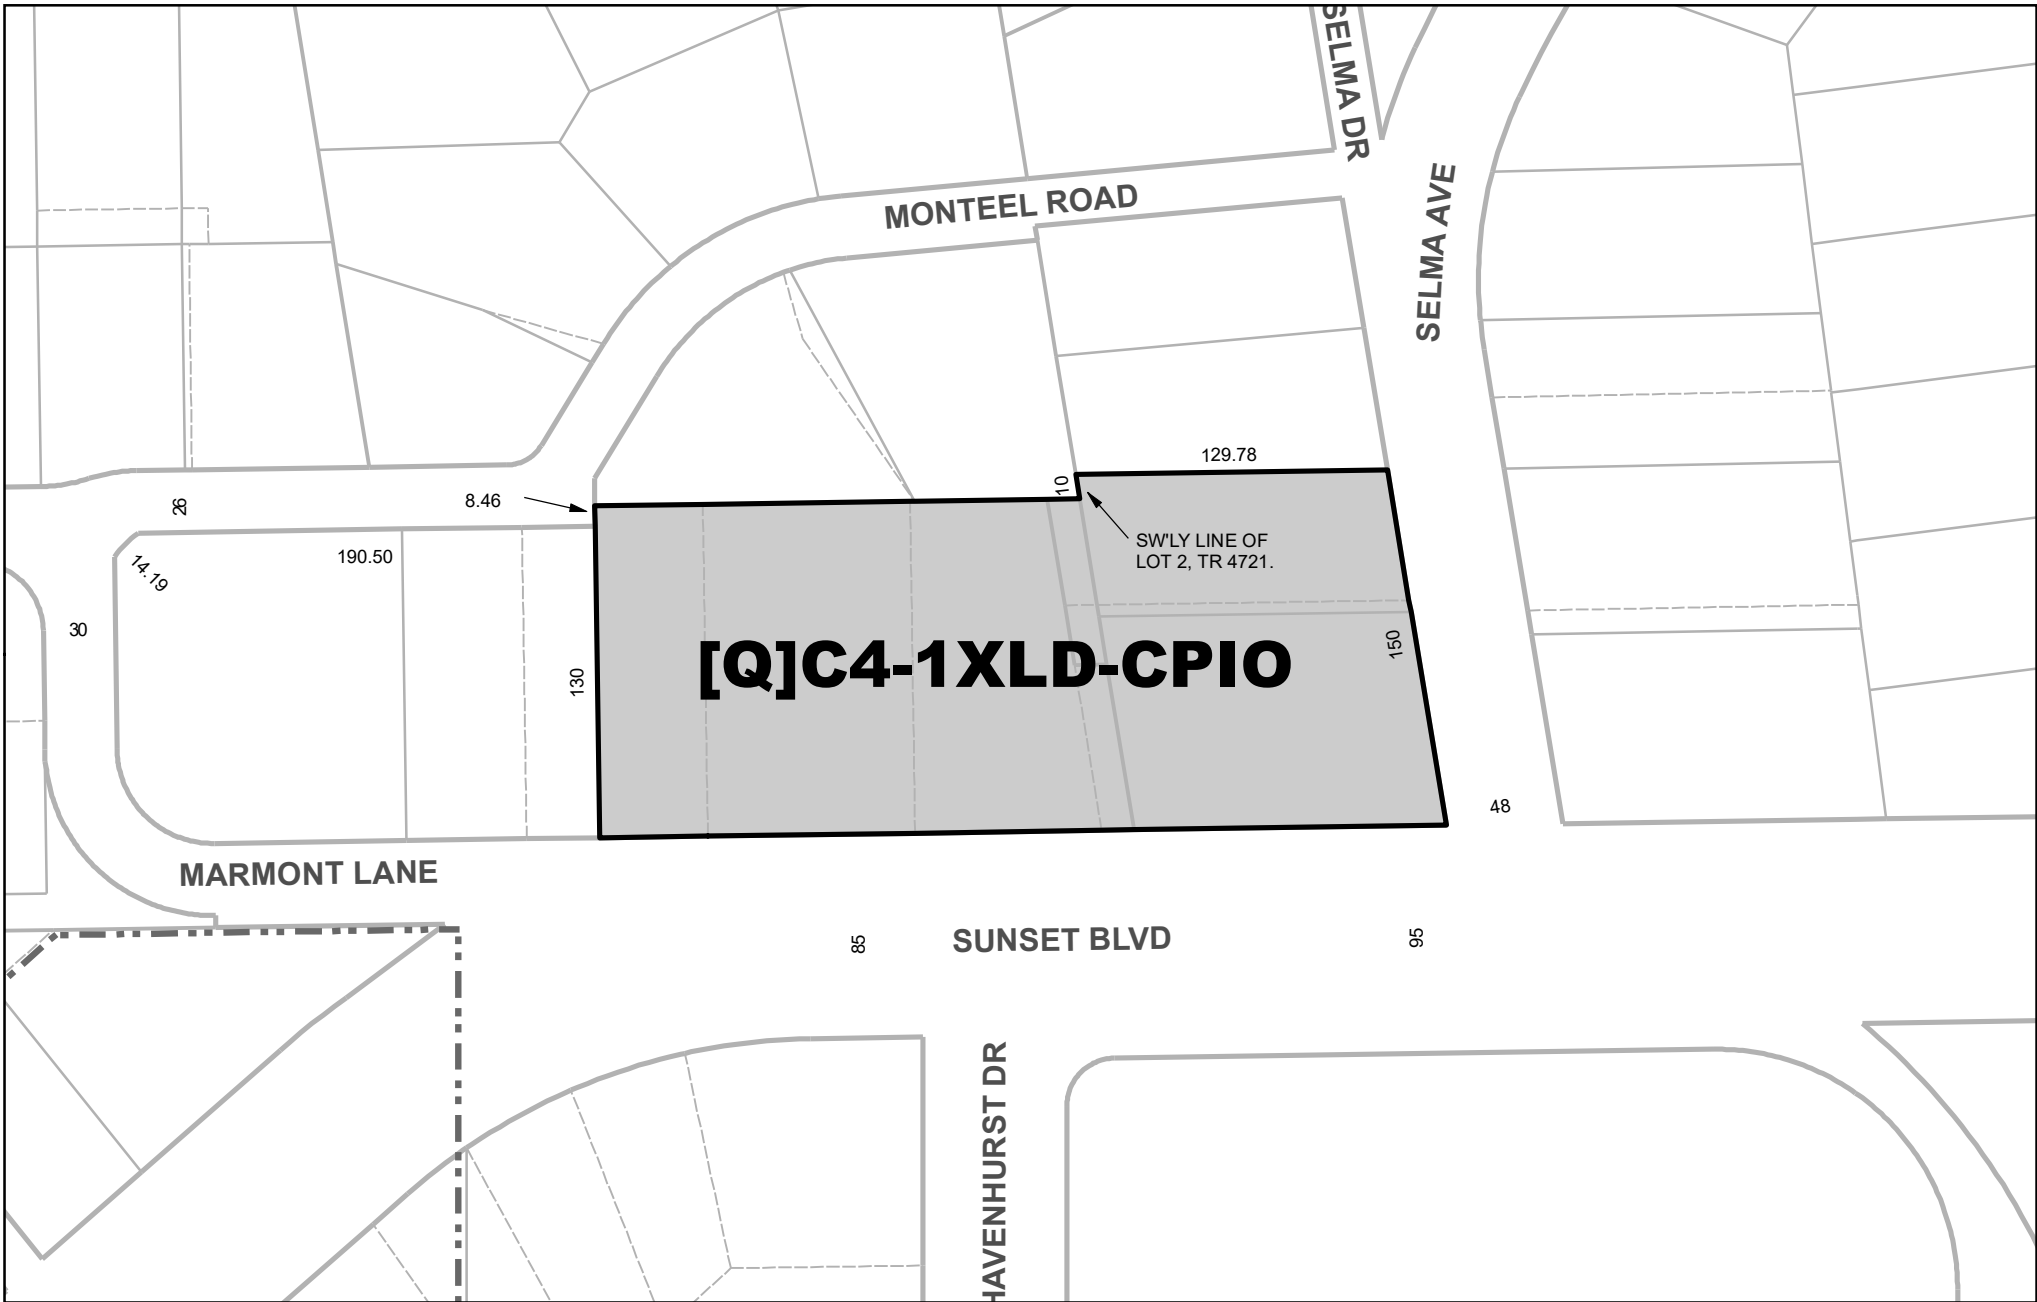 SELMA DR
MONTEEL ROAD
SELMA AVE
129.78
10
8.46
26
SW'LY LINE OF
LOT 2, TR 4721.
190.50
14.19
30
130
[Q]C4-1XLD-CPIO
150
48
MARMONT LANE
85
SUNSET BLVD
95
HAVENHURST DR